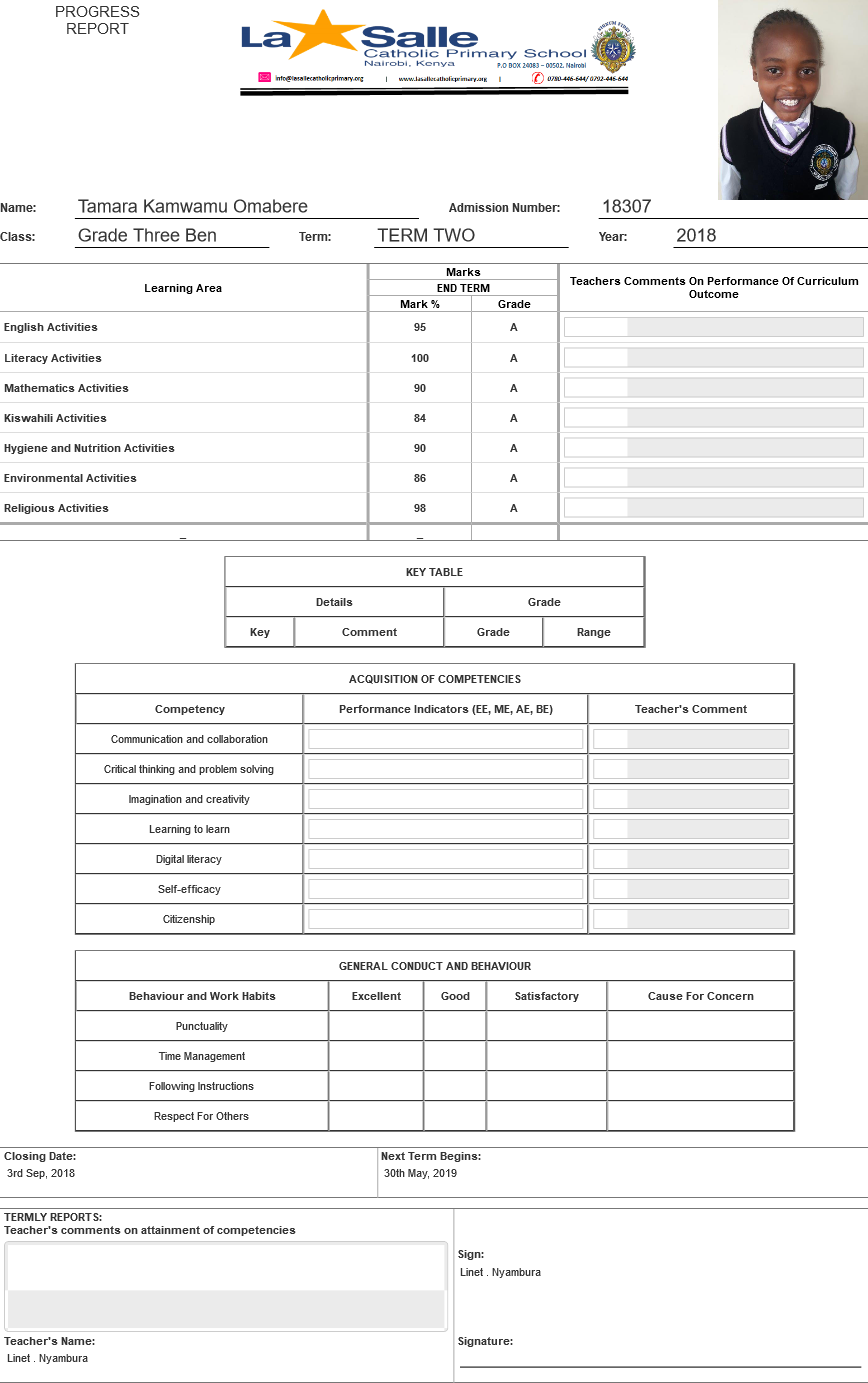 PROGRESS
REPORT
La Salle
Catholic Primary School
Nairobi, Kenya
P.O BOX 24083 – 00502, Nairobi
info@lasallecatholicprimary.org | www.lasallecatholicprimary.org | 0780-446-644/ 0792-446-644
Name: Tamara Kamwamu Omabere Admission Number: 18307
Class: Grade Three Ben Term: TERM TWO Year: 2018
Learning Area Marks Teachers Comments On Performance Of Curriculum Outcome
END TERM
Mark % Grade
English Activities 95 A
Literacy Activities 100 A
Mathematics Activities 90 A
Kiswahili Activities 84 A
Hygiene and Nutrition Activities 90 A
Environmental Activities 86 A
Religious Activities 98 A
_ _
KEY TABLE
Details Grade
Key Comment Grade Range
ACQUISITION OF COMPETENCIES
Competency Performance Indicators (EE, ME, AE, BE) Teacher's Comment
Communication and collaboration
Critical thinking and problem solving
Imagination and creativity
Learning to learn
Digital literacy
Self-efficacy
Citizenship
GENERAL CONDUCT AND BEHAVIOUR
Behaviour and Work Habits Excellent Good Satisfactory Cause For Concern
Punctuality
Time Management
Following Instructions
Respect For Others
Closing Date: Next Term Begins:
3rd Sep, 2018 30th May, 2019
TERMLY REPORTS:
Teacher's comments on attainment of competencies
Sign:
Linet . Nyambura
Teacher's Name: Signature:
Linet . Nyambura